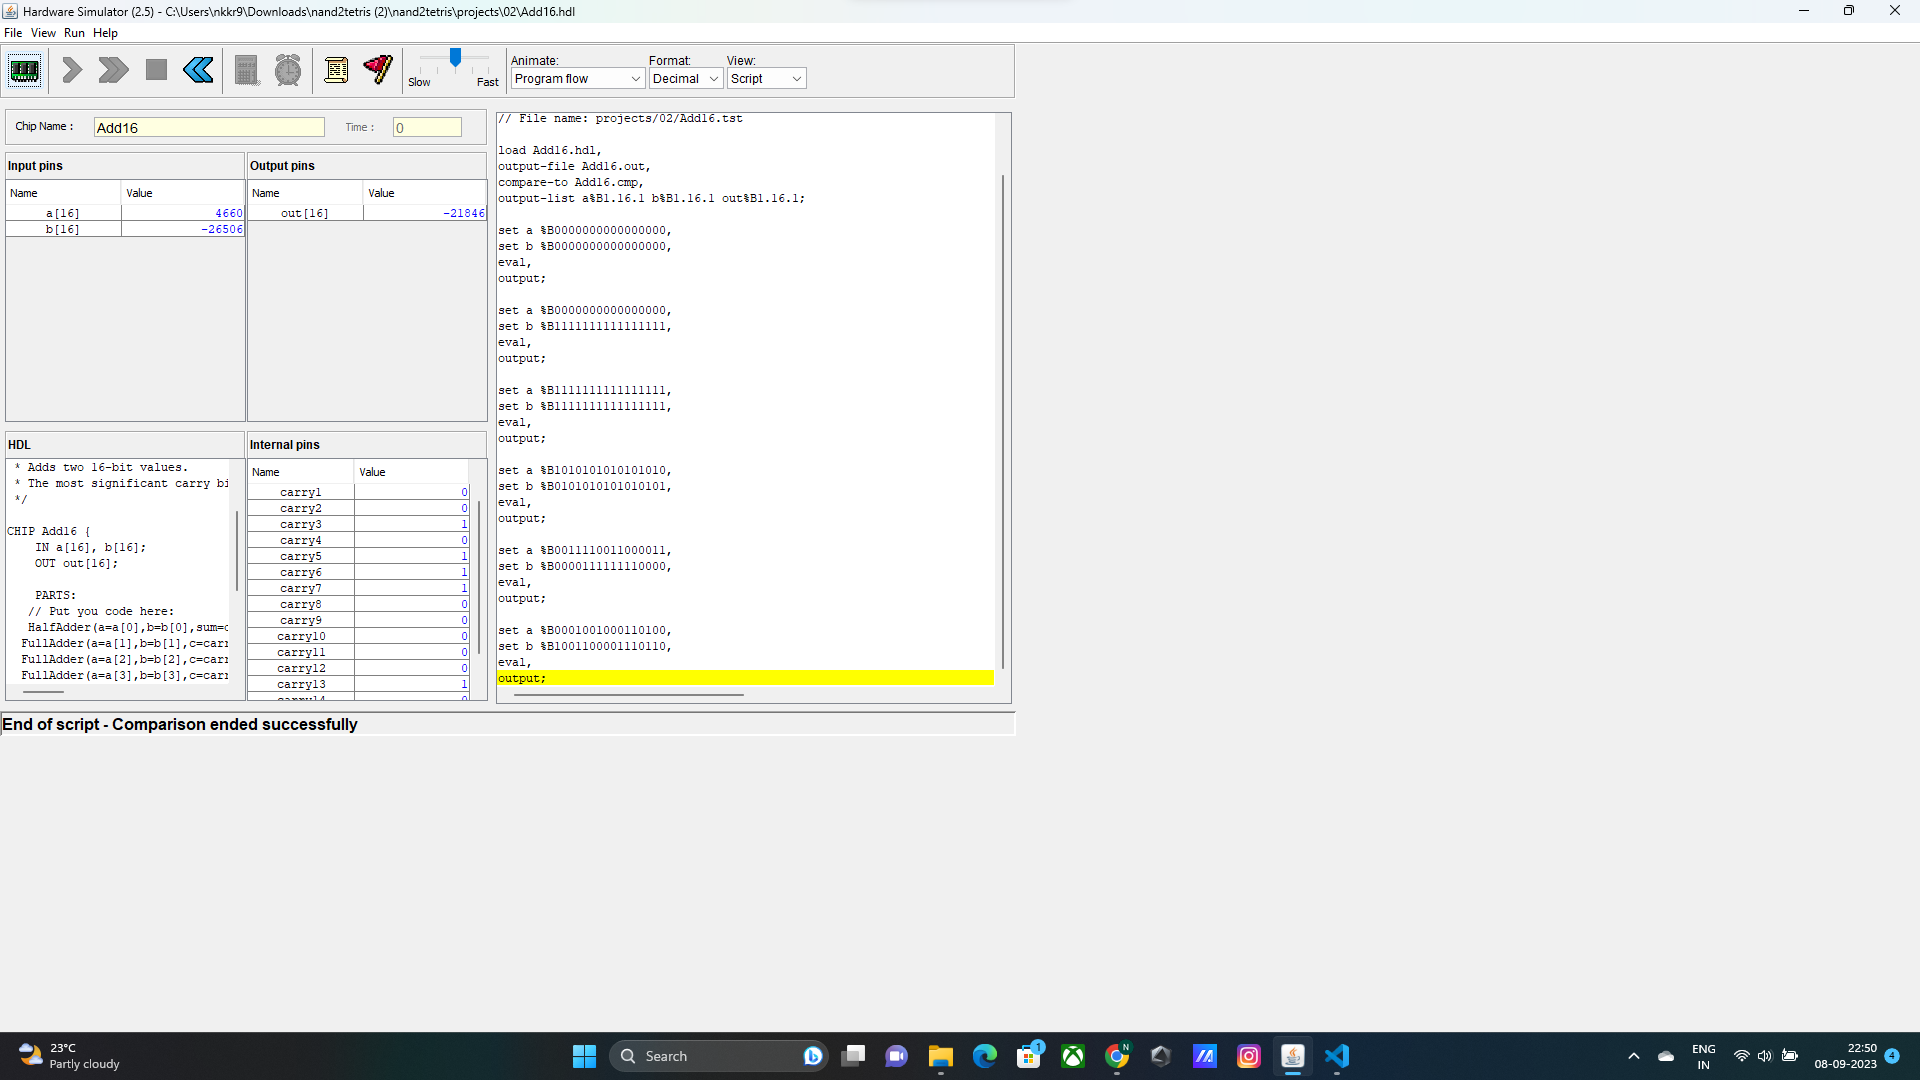 Hardware Simulator (2.5) - C:\Users\nkkr9\Downloads\nand2tetris (2)\nand2tetris\projects\02\Add16.hdl
File View Run Help
Slow Fast
Animate: Format: View:
Program flow Decimal Script
Chip Name : Add16 Time : 0
Input pins
Name Value
a[16] 4660
b[16] -26506
Output pins
Name Value
out[16] -21846
HDL
* Adds two 16-bit values.
* The most significant carry bi
*/
CHIP Add16 {
IN a[16], b[16];
OUT out[16];
PARTS:
// Put you code here:
HalfAdder(a=a[0],b=b[0],sum=o
FullAdder(a=a[1],b=b[1],c=carr
FullAdder(a=a[2],b=b[2],c=carr
FullAdder(a=a[3],b=b[3],c=carr
Internal pins
Name Value
carry1 0
carry2 0
carry3 1
carry4 0
carry5 1
carry6 1
carry7 1
carry8 0
carry9 0
carry10 0
carry11 0
carry12 0
carry13 1
carry14 0
// File name: projects/02/Add16.tst
load Add16.hdl,
output-file Add16.out,
compare-to Add16.cmp,
output-list a%B1.16.1 b%B1.16.1 out%B1.16.1;
set a %B0000000000000000,
set b %B0000000000000000,
eval,
output;
set a %B0000000000000000,
set b %B1111111111111111,
eval,
output;
set a %B1111111111111111,
set b %B1111111111111111,
eval,
output;
set a %B1010101010101010,
set b %B0101010101010101,
eval,
output;
set a %B0011110011000011,
set b %B0000111111110000,
eval,
output;
set a %B0001001000110100,
set b %B1001100001110110,
eval,
output;
End of script - Comparison ended successfully
23°C
Partly cloudy
Search
1
N
ENG
IN
22:50
08-09-2023
4